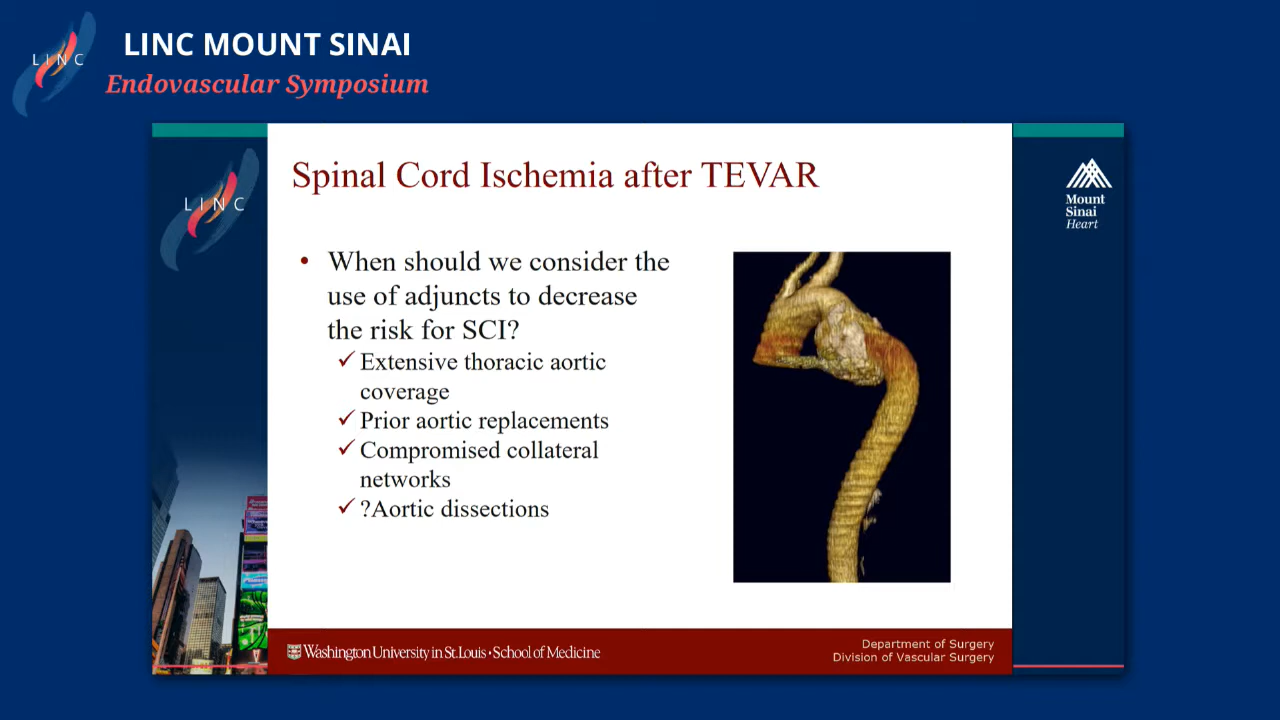 LINC
LINC MOUNT SINAI
Endovascular Symposium
LINC
Spinal Cord Ischemia after TEVAR
Mount
Sinai
Heart
• When should we consider the
use of adjuncts to decrease
the risk for SCI?
✓ Extensive thoracic aortic
coverage
✓ Prior aortic replacements
✓ Compromised collateral
networks
✓ ?Aortic dissections
Washington University in St. Louis • School of Medicine
Department of Surgery
Division of Vascular Surgery